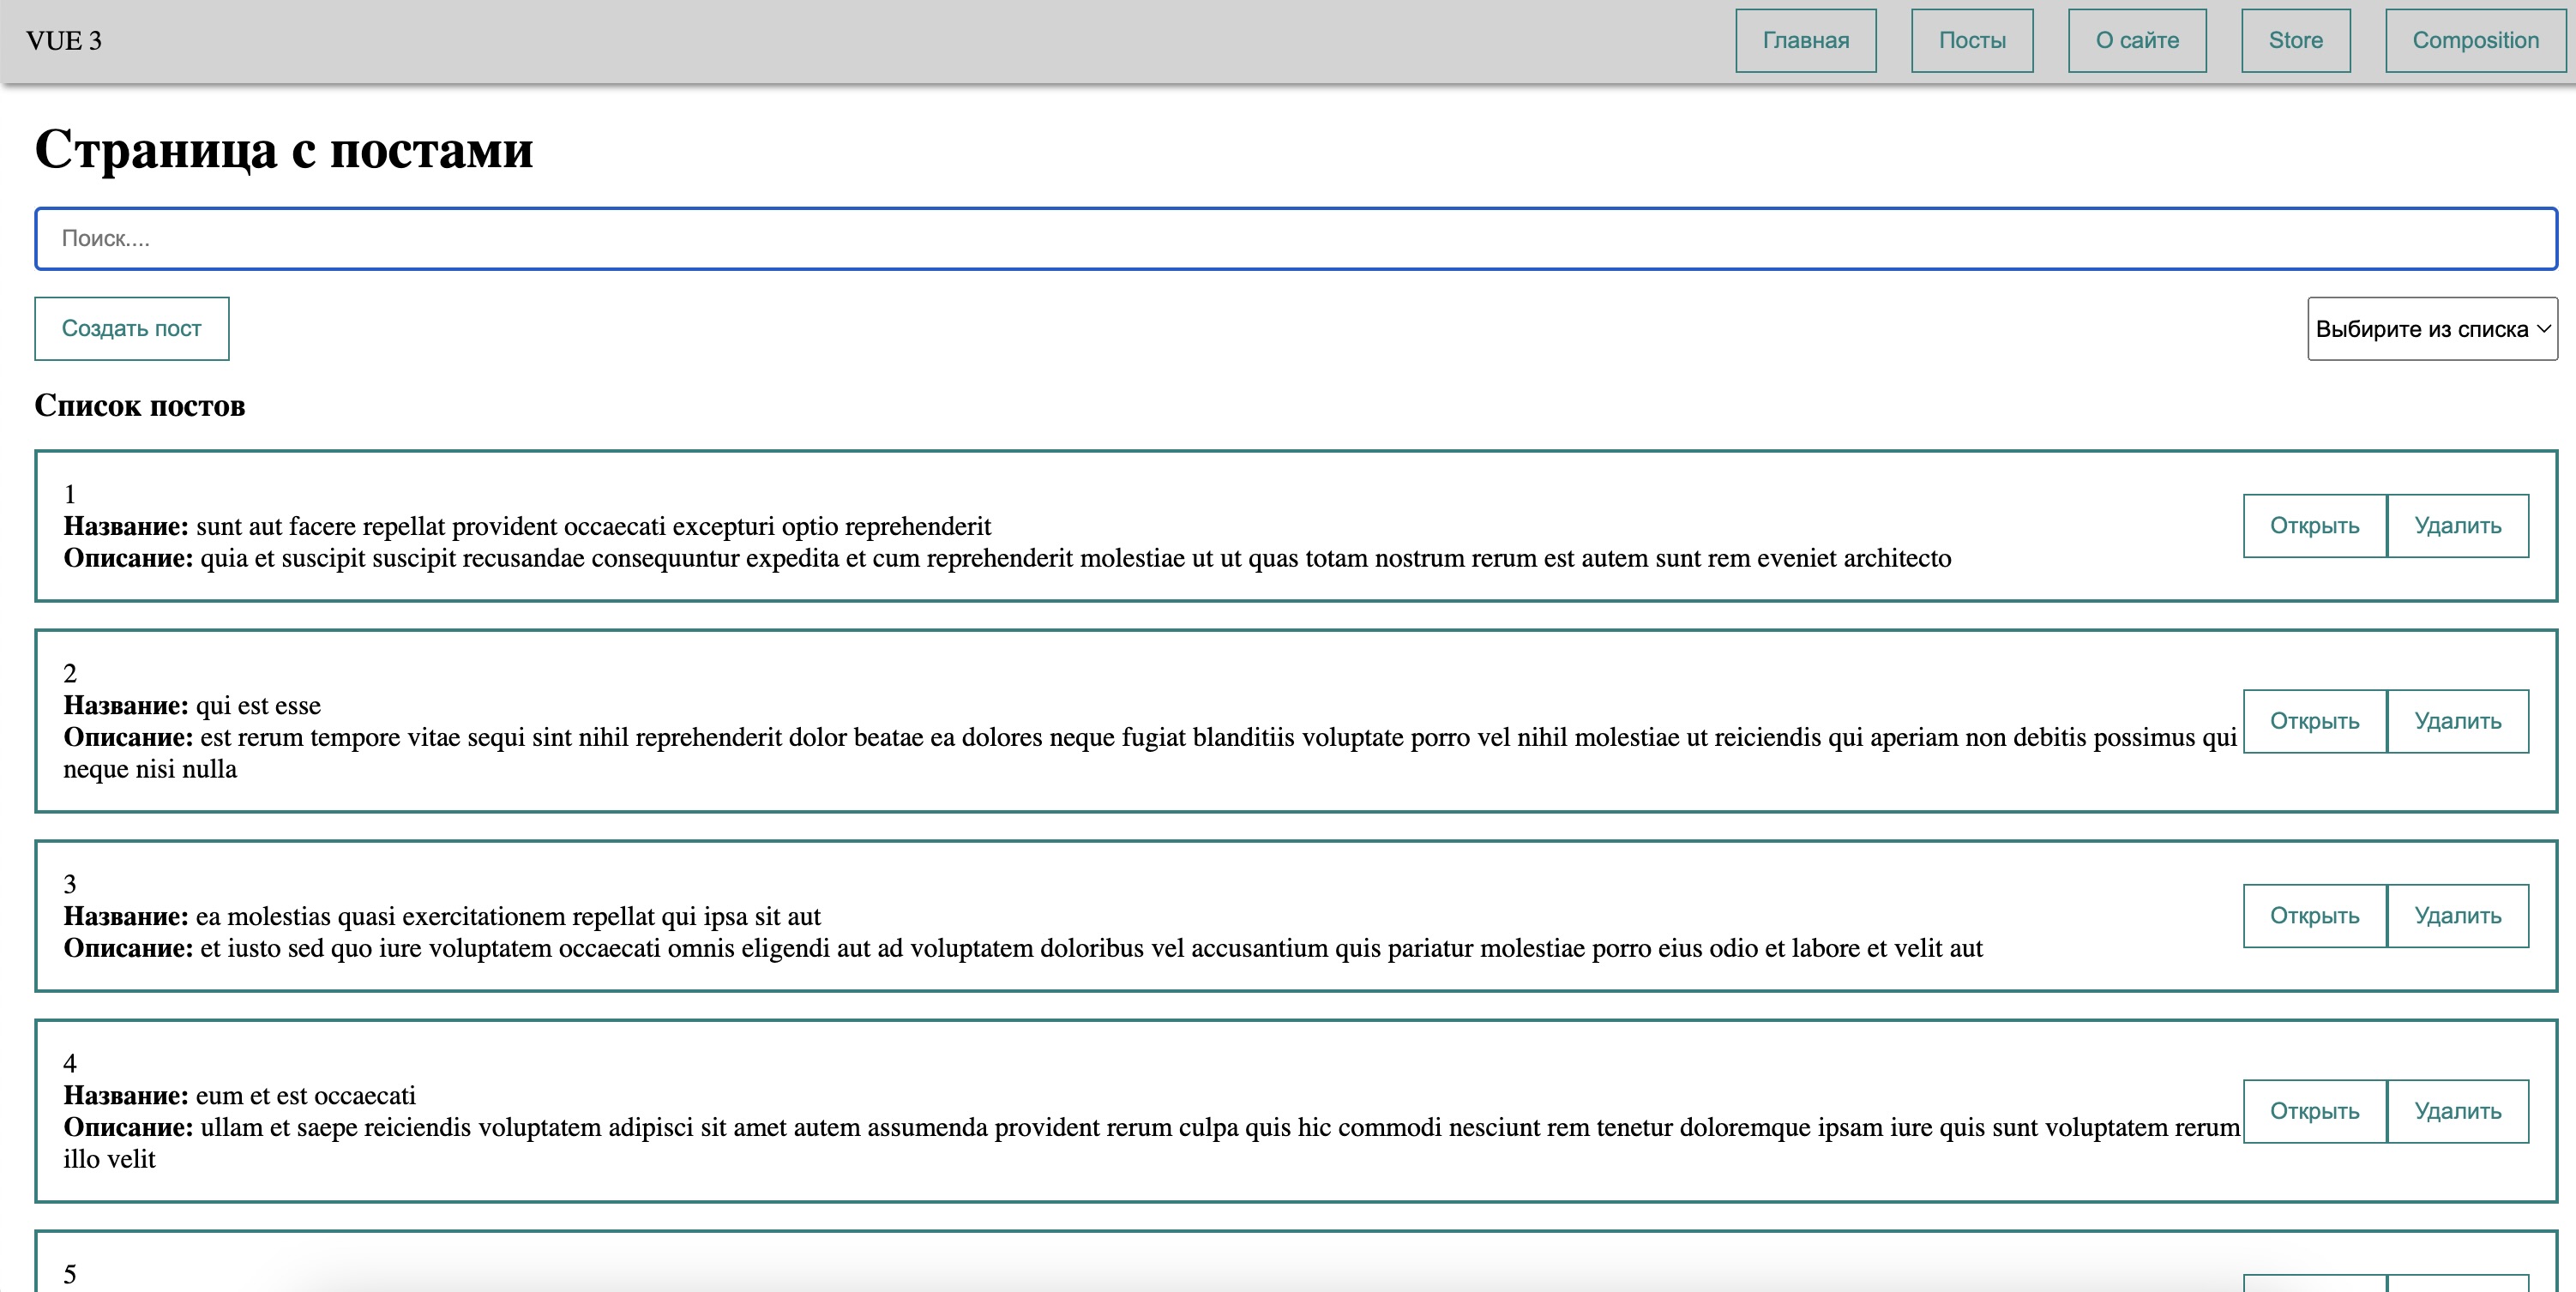 VUE 3 Главная Посты О сайте Store Composition
Страница с постами
Поиск....
Создать пост Выбирите из списка
Список постов
1
Название: sunt aut facere repellat provident occaecati excepturi optio reprehenderit
Описание: quia et suscipit suscipit recusandae consequuntur expedita et cum reprehenderit molestiae ut ut quas totam nostrum rerum est autem sunt rem eveniet architecto
Открыть Удалить
2
Название: qui est esse
Описание: est rerum tempore vitae sequi sint nihil reprehenderit dolor beatae ea dolores neque fugiat blanditiis voluptate porro vel nihil molestiae ut reiciendis qui aperiam non debitis possimus qui
neque nisi nulla
Открыть Удалить
3
Название: ea molestias quasi exercitationem repellat qui ipsa sit aut
Описание: et iusto sed quo iure voluptatem occaecati omnis eligendi aut ad voluptatem doloribus vel accusantium quis pariatur molestiae porro eius odio et labore et velit aut
Открыть Удалить
4
Название: eum et est occaecati
Описание: ullam et saepe reiciendis voluptatem adipisci sit amet autem assumenda provident rerum culpa quis hic commodi nesciunt rem tenetur doloremque ipsam iure quis sunt voluptatem rerum
illo velit
Открыть Удалить
5